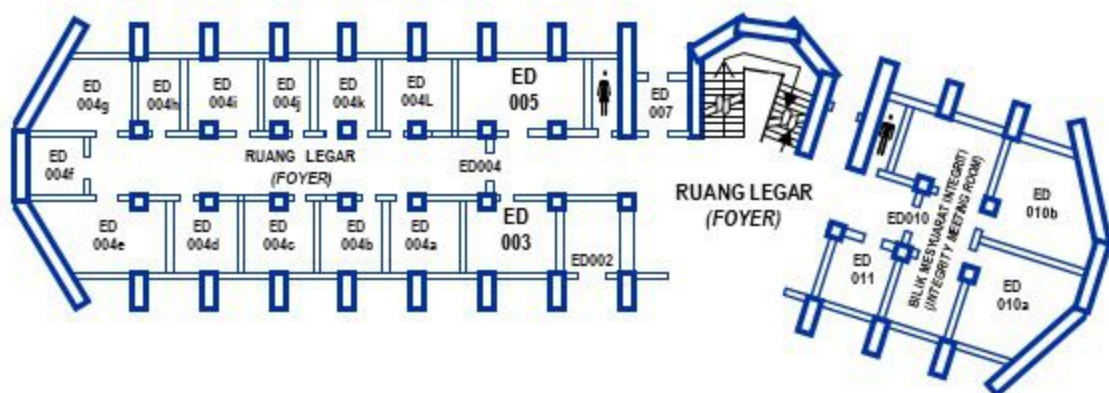 ED
004g
ED
004h
ED
004i
ED
004j
ED
004k
ED
004L
ED
005
ED
007
ED
004f
RUANG LEGAR
(FOYER)
ED004
ED
004e
ED
004d
ED
004c
ED
004b
ED
004a
ED
003
ED002
RUANG LEGAR
(FOYER)
ED010
ED
011
BILIK MESYUARAT INTEGRITI
(INTEGRITY MEETING ROOM)
ED
010b
ED
010a